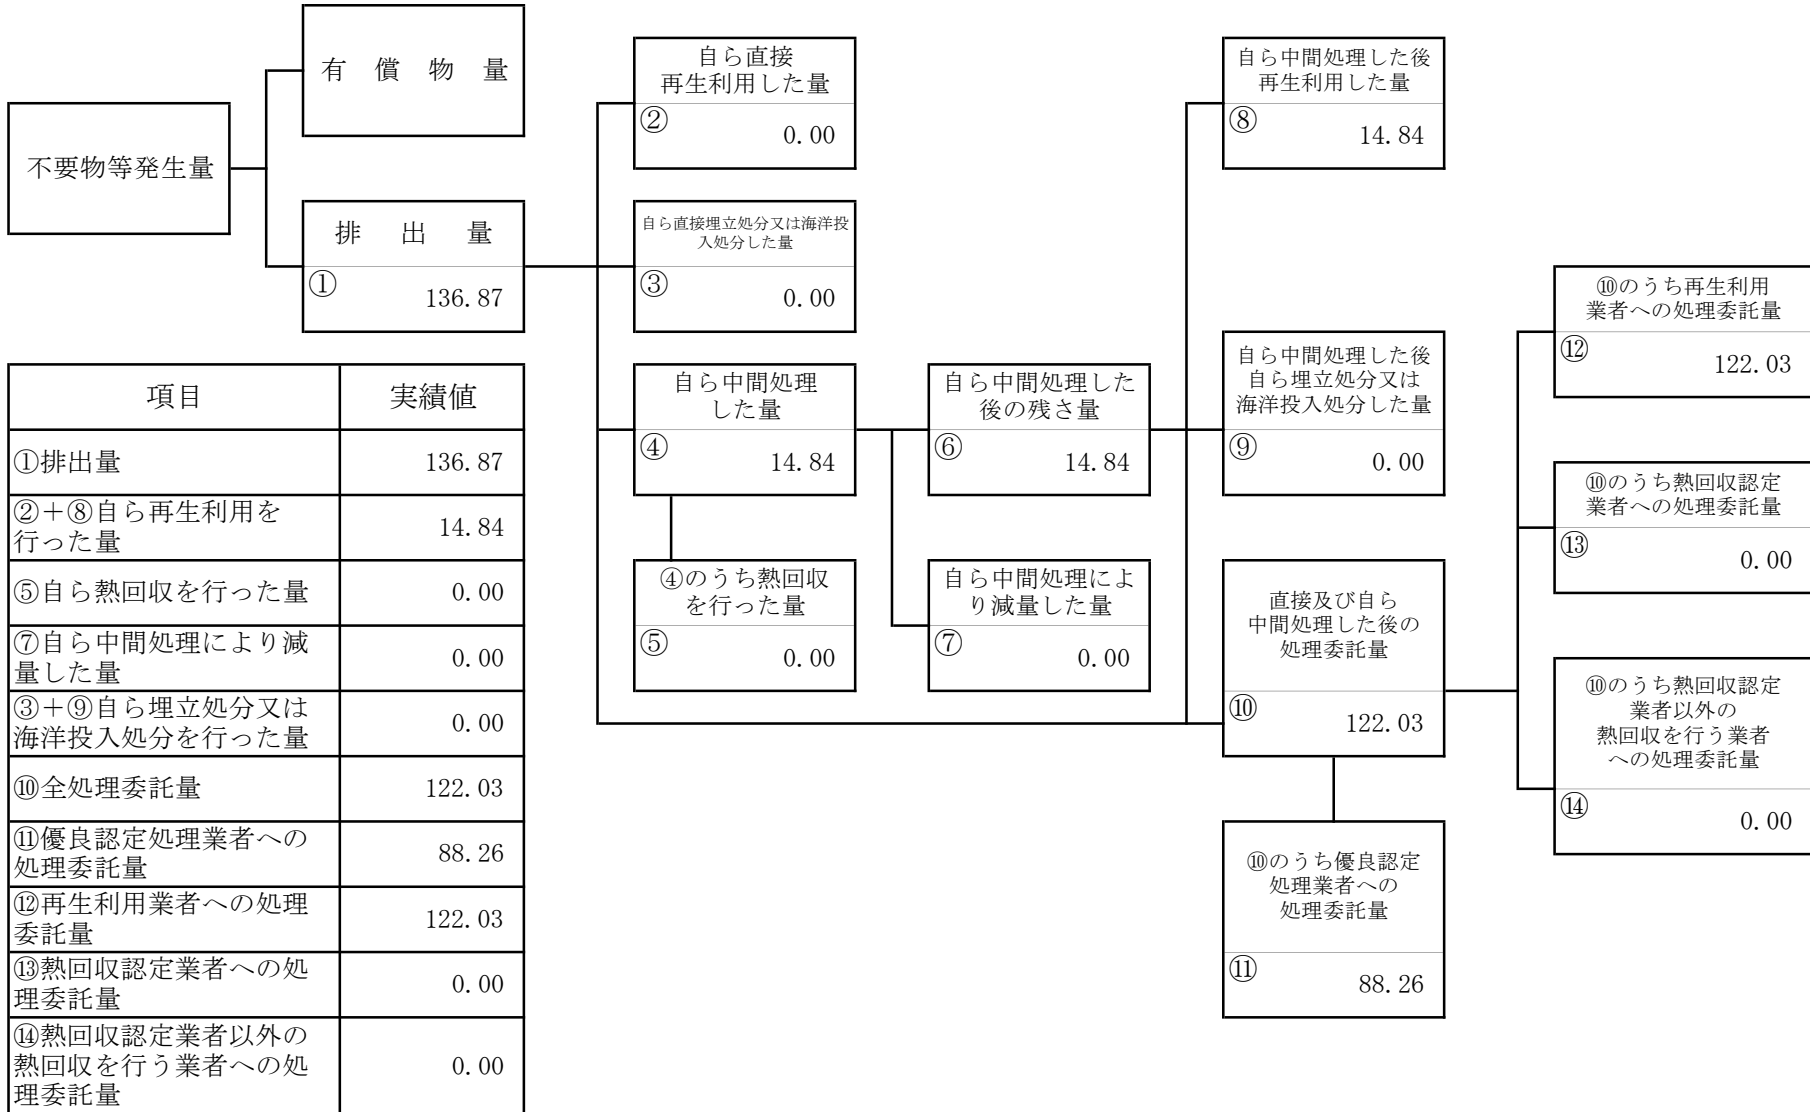 有償物量
不要物等発生量
排出量
①
136.87
自ら直接
再生利用した量
②
0.00
自ら直接埋立処分又は海洋投
入処分した量
③
0.00
自ら中間処理
した量
④
14.84
④のうち熱回収
を行った量
⑤
0.00
自ら中間処理した
後の残さ量
⑥
14.84
自ら中間処理によ
り減量した量
⑦
0.00
自ら中間処理した後
再生利用した量
⑧
14.84
自ら中間処理した後
自ら埋立処分又は
海洋投入処分した量
⑨
0.00
直接及び自ら
中間処理した後の
処理委託量
⑩
122.03
⑩のうち優良認定
処理業者への
処理委託量
⑪
88.26
⑩のうち再生利用
業者への処理委託量
⑫
122.03
⑩のうち熱回収認定
業者への処理委託量
⑬
0.00
⑩のうち熱回収認定
業者以外の
熱回収を行う業者
への処理委託量
⑭
0.00
項目 実績値
①排出量 136.87
②＋⑧自ら再生利用を
行った量 14.84
⑤自ら熱回収を行った量 0.00
⑦自ら中間処理により減
量した量 0.00
③＋⑨自ら埋立処分又は
海洋投入処分を行った量 0.00
⑩全処理委託量 122.03
⑪優良認定処理業者への
処理委託量 88.26
⑫再生利用業者への処理
委託量 122.03
⑬熱回収認定業者への処
理委託量 0.00
⑭熱回収認定業者以外の
熱回収を行う業者への処
理委託量 0.00